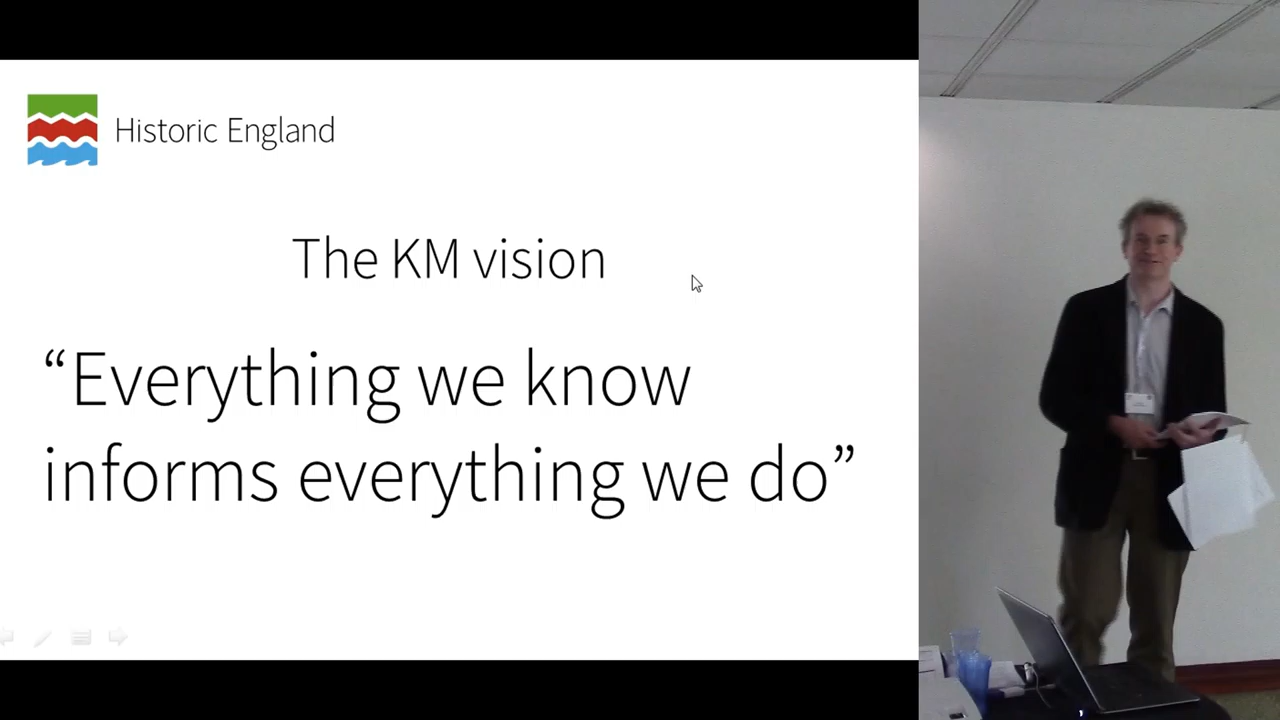 Historic England
The KM vision
“Everything we know
informs everything we do”